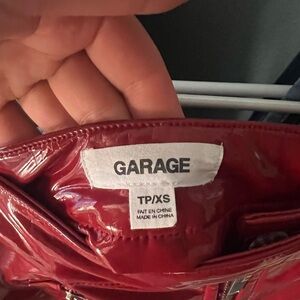 GARAGE
TP/XS
FAIT EN CHINE
MADE IN CHINA